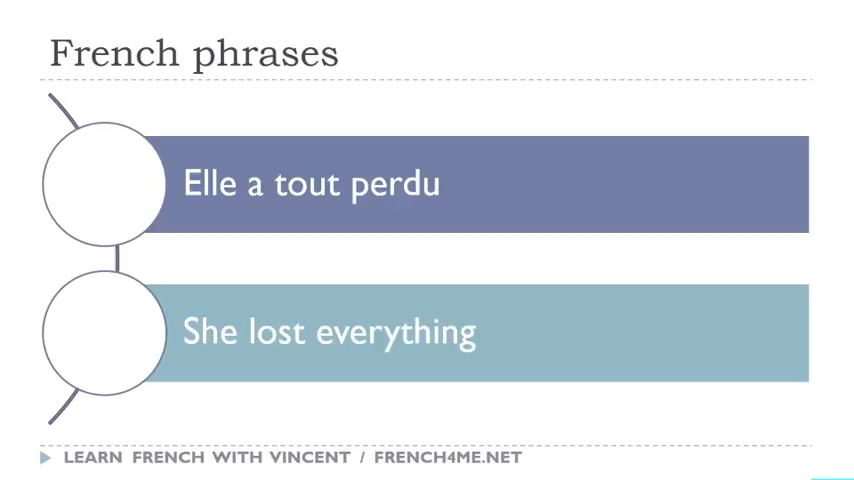 French phrases
Elle a tout perdu
She lost everything
LEARN FRENCH WITH VINCENT / FRENCH4ME.NET